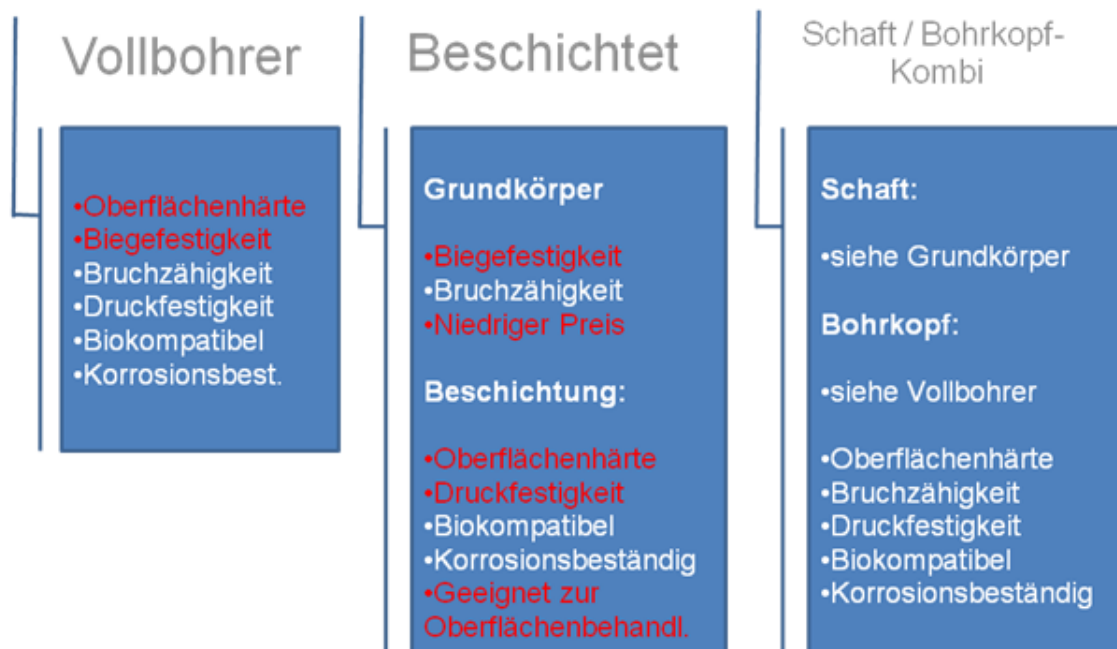 Vollbohrer
•Oberflächenhärte
•Biegefestigkeit
•Bruchzähigkeit
•Druckfestigkeit
•Biokompatibel
•Korrosionsbest.
Beschichtet
Grundkörper
•Biegefestigkeit
•Bruchzähigkeit
•Niedriger Preis
Beschichtung:
•Oberflächenhärte
•Druckfestigkeit
•Biokompatibel
•Korrosionsbeständig
•Geeignet zur
Oberflächenbehandl.
Schaft / Bohrkopf-
Kombi
Schaft:
•siehe Grundkörper
Bohrkopf:
•siehe Vollbohrer
•Oberflächenhärte
•Bruchzähigkeit
•Druckfestigkeit
•Biokompatibel
•Korrosionsbeständig